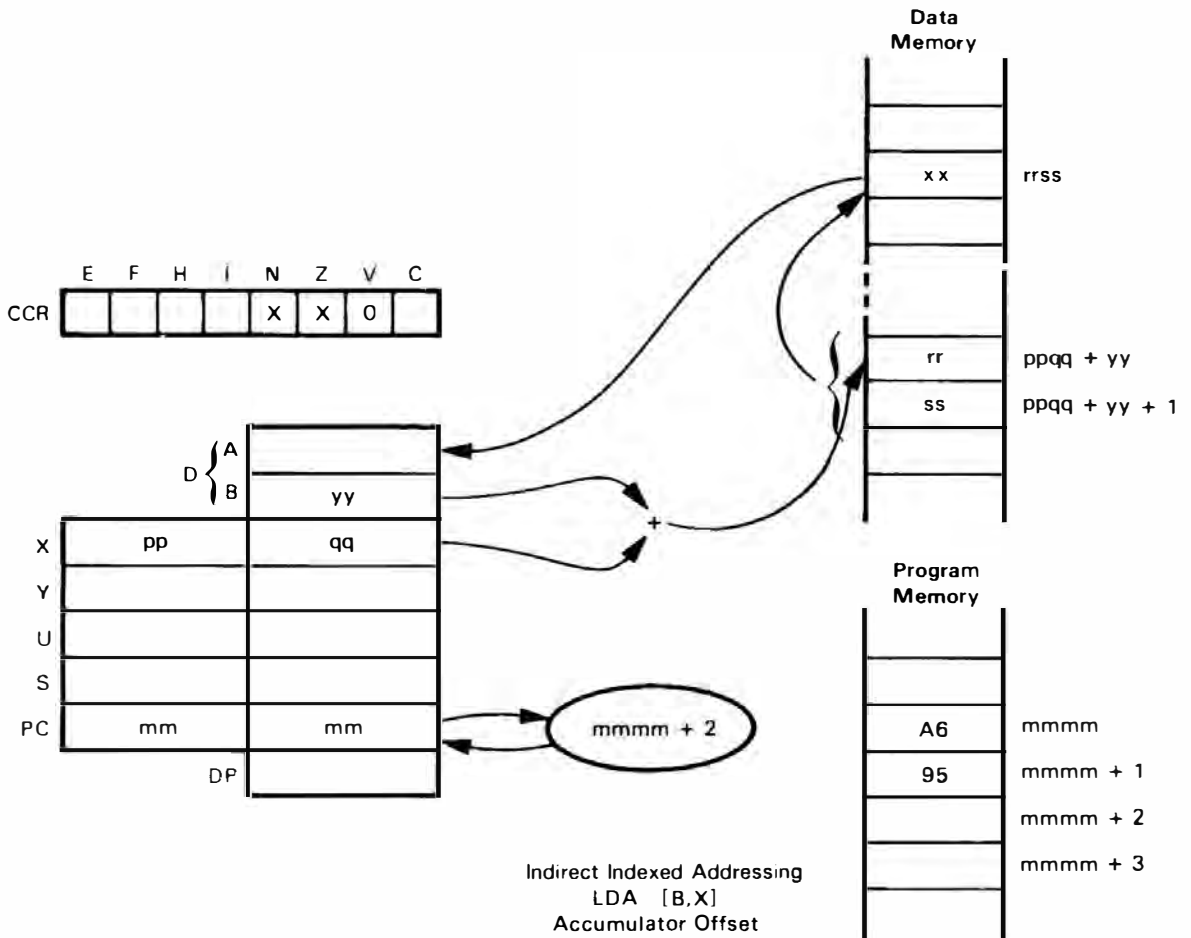 Data
Memory
xx rrss
E F H I N Z V C
CCR X X 0
rr ppqq + yy
ss ppqq + yy + 1
D { A
B yy
+
X pp qq
Y
U
S
PC mm mm
mmmm + 2
DP
Program
Memory
A6 mmmm
95 mmmm + 1
mmmm + 2
mmmm + 3
Indirect Indexed Addressing
LDA [B,X]
Accumulator Offset